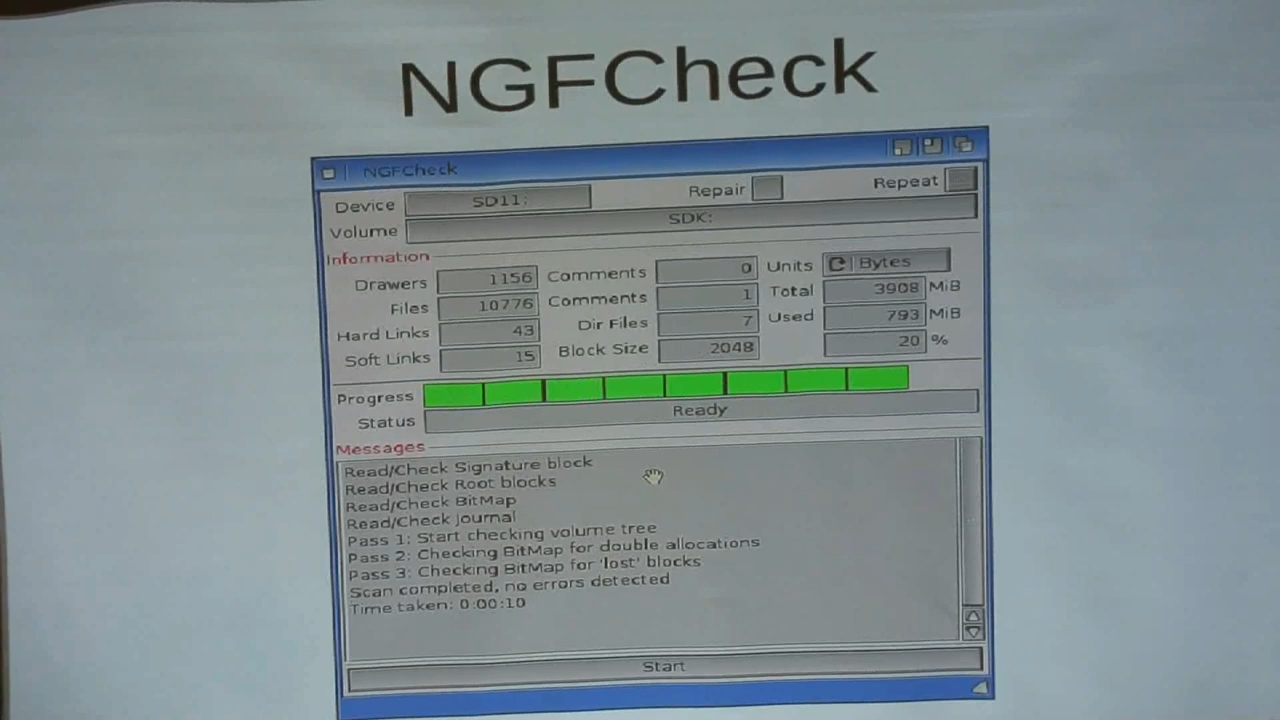 NGFCheck
NGFCheck
Device SD11: Repair Repeat
Volume SDK:
Information
Drawers 1156 Comments 0 Units Bytes
Files 10776 Comments 1 Total 3908 MiB
Hard Links 43 Dir Files 7 Used 793 MiB
Soft Links 15 Block Size 2048 20 %
Progress
Status Ready
Messages
Read/Check Signature block
Read/Check Root blocks
Read/Check BitMap
Read/Check Journal
Pass 1: Start checking volume tree
Pass 2: Checking BitMap for double allocations
Pass 3: Checking BitMap for 'lost' blocks
Scan completed, no errors detected
Time taken: 0:00:10
Start